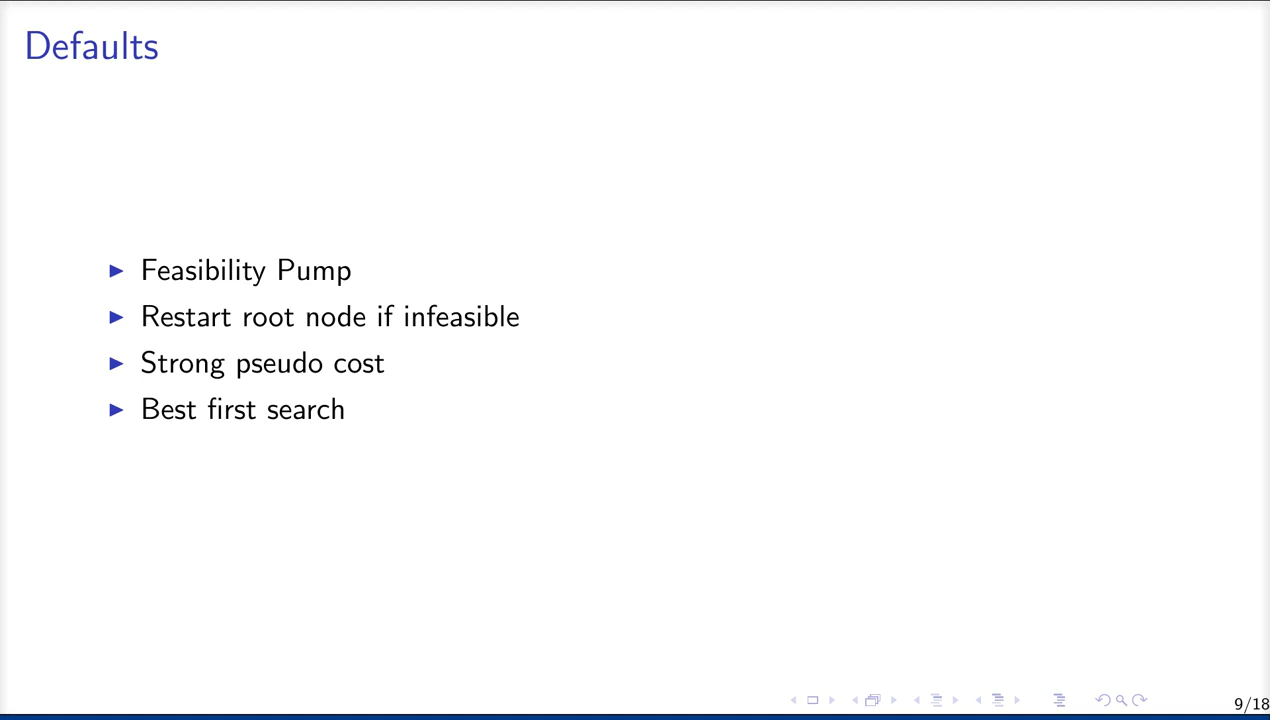 Defaults
Feasibility Pump
Restart root node if infeasible
Strong pseudo cost
Best first search
9/18